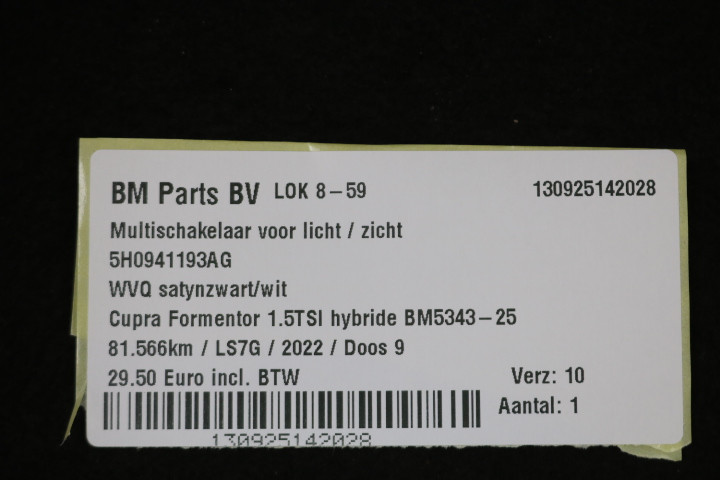 BM Parts BV LOK 8-59 130925142028
Multischakelaar voor licht / zicht
5H0941193AG
WVQ satynzwart/wit
Cupra Formentor 1.5TSI hybride BM5343-25
81.566km / LS7G / 2022 / Doos 9
29.50 Euro incl. BTW Verz: 10
Aantal: 1
130925142028